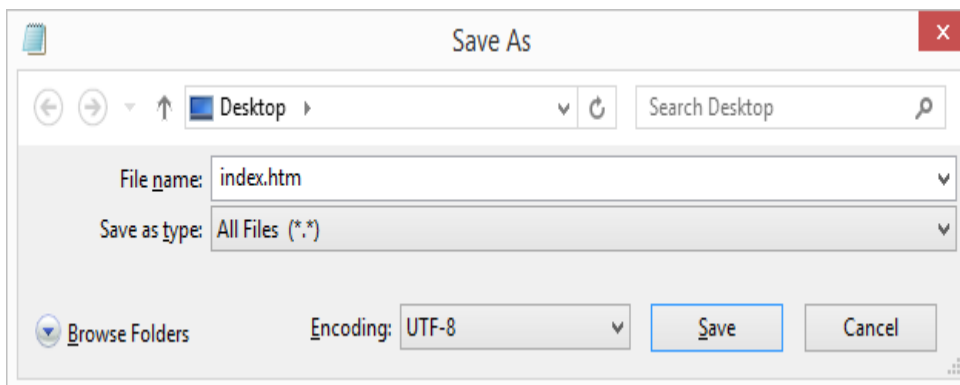 Save As
x
Desktop
Search Desktop
File name: index.htm
Save as type: All Files (*.*)
Browse Folders Encoding: UTF-8 Save Cancel